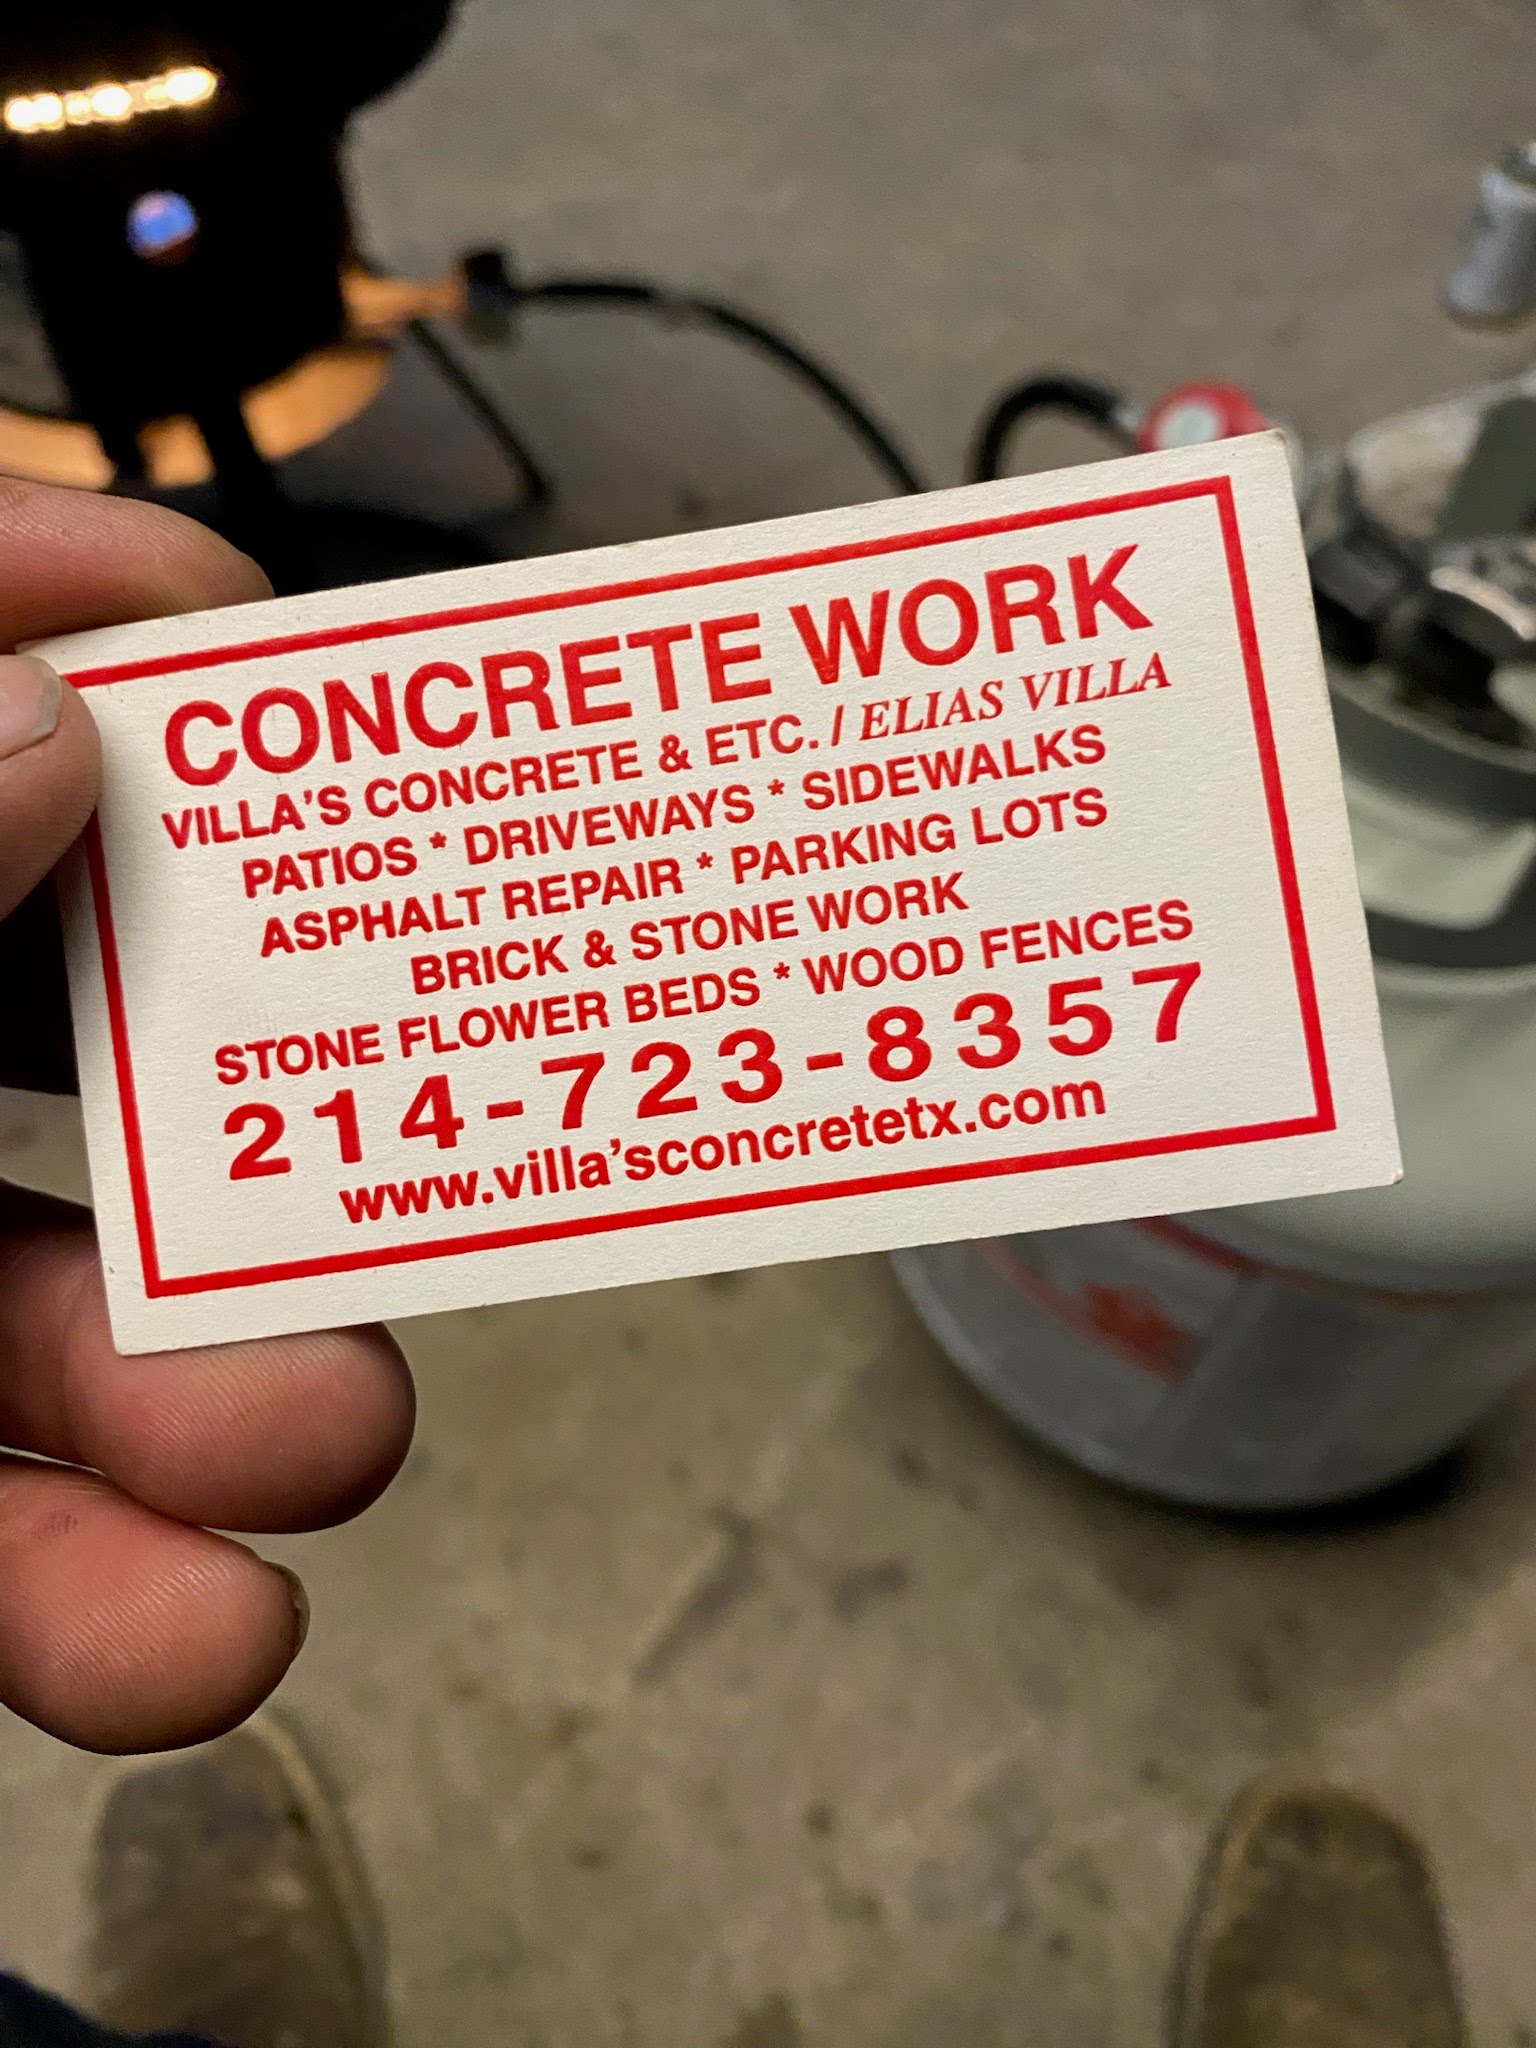 CONCRETE WORK
VILLA'S CONCRETE & ETC. / ELIAS VILLA
PATIOS * DRIVEWAYS * SIDEWALKS
ASPHALT REPAIR * PARKING LOTS
BRICK & STONE WORK
STONE FLOWER BEDS * WOOD FENCES
214-723-8357
www.villa'sconcretetx.com